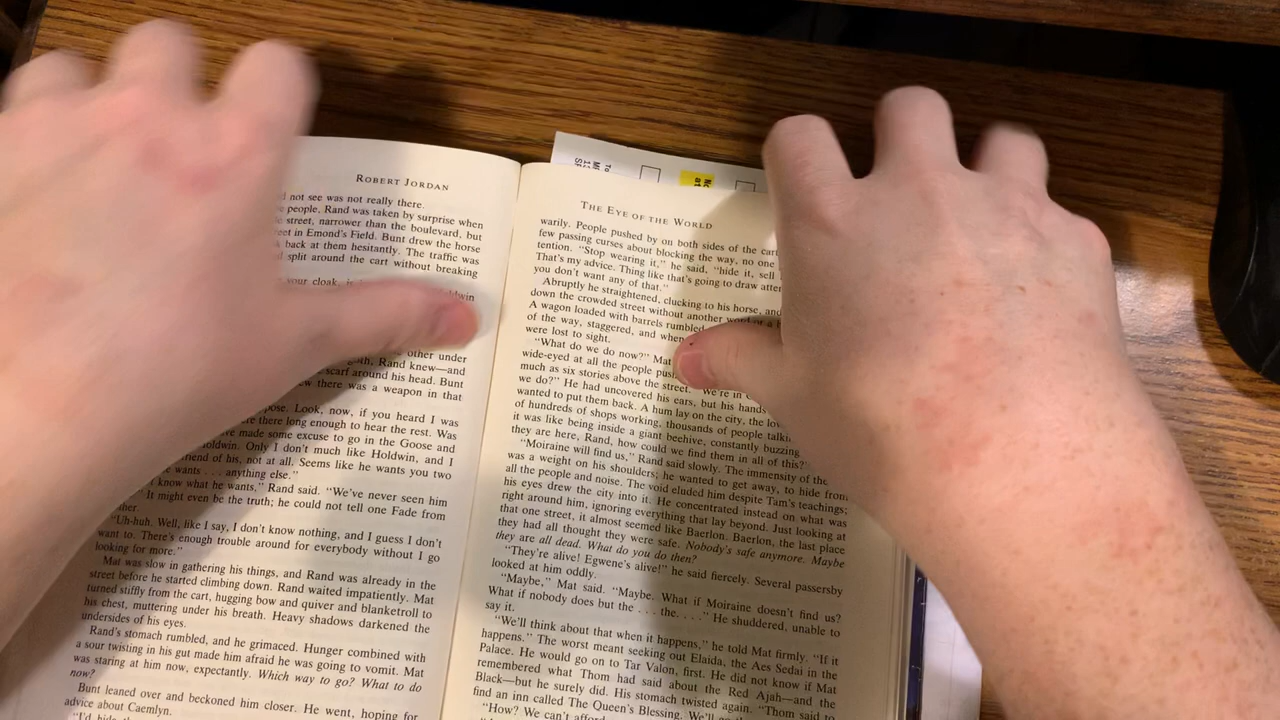 ROBERT JORDAN
not see was not really there.
people. Rand was taken by surprise when
street, narrower than the boulevard, but
in Emond's Field. Bunt drew the horse
back at them hesitantly. The traffic was
split around the cart without breaking
your cloak,
other under
Rand knew—and
scarf around his head. Bunt
there was a weapon in that
Look, now, if you heard I was
there long enough to hear the rest. Was
made some excuse to go in the Goose and
Only I don't much like Holdwin, and I
friend of his, not at all. Seems like he wants you two
wants . . . anything else."
know what he wants," Rand said. "We've never seen him
It might even be the truth; he could not tell one Fade from
"Uh-huh. Well, like I say, I don't know nothing, and I guess I don't
want to. There's enough trouble around for everybody without I go
looking for more."
Mat was slow in gathering his things, and Rand was already in the
street before he started climbing down. Rand waited impatiently. Mat
turned stiffly from the cart, hugging bow and quiver and blanketroll to
his chest, muttering under his breath. Heavy shadows darkened the
undersides of his eyes.
Rand's stomach rumbled, and he grimaced. Hunger combined with
a sour twisting in his gut made him afraid he was going to vomit. Mat
was staring at him now, expectantly. Which way to go? What to do
now?
Bunt leaned over and beckoned him closer. He went, hoping for
advice about Caemlyn.
"I'd hide
THE EYE OF THE WORLD
warily. People pushed by on both sides of the cart
few passing curses about blocking the way, no one
tention. "Stop wearing it," he said, "hide it, sell
That's my advice. Thing like that's going to draw
you don't want any of that."
Abruptly he straightened, clucking to his horse, and
down the crowded street without another
A wagon loaded with barrels rumbled
of the way, staggered, and when
were lost to sight.
"What do we do now?" Mat
wide-eyed at all the people
much as six stories above the street. "We're in
we do?" He had uncovered his ears, but his hands
wanted to put them back. A hum lay on the city, the
of hundreds of shops working, thousands of people
it was like being inside a giant beehive, constantly buzzing.
they are here, Rand, how could we find them in all of this?"
"Moiraine will find us," Rand said slowly. The immensity of the
was a weight on his shoulders; he wanted to get away, to hide from
all the people and noise. The void eluded him despite Tam's teachings;
his eyes drew the city into it. He concentrated instead on what was
right around him, ignoring everything that lay beyond. Just looking at
that one street, it almost seemed like Baerlon. Baerlon, the last place
they had all thought they were safe. Nobody's safe anymore. Maybe
they are all dead. What do you do then?
"They're alive! Egwene's alive!" he said fiercely. Several passersby
looked at him oddly.
"Maybe," Mat said. "Maybe. What if Moiraine doesn't find us?
What if nobody does but the . . . the. . . ." He shuddered, unable to
say it.
"We'll think about that when it happens," he told Mat firmly. "If it
happens." The worst meant seeking out Elaida, the Aes Sedai in the
Palace. He would go on to Tar Valon, first. He did not know if Mat
remembered what Thom had said about the Red Ajah—and the
Black—but he surely did. His stomach twisted again. "Thom said to
find an inn called The Queen's Blessing. We'll
"How? We can't afford